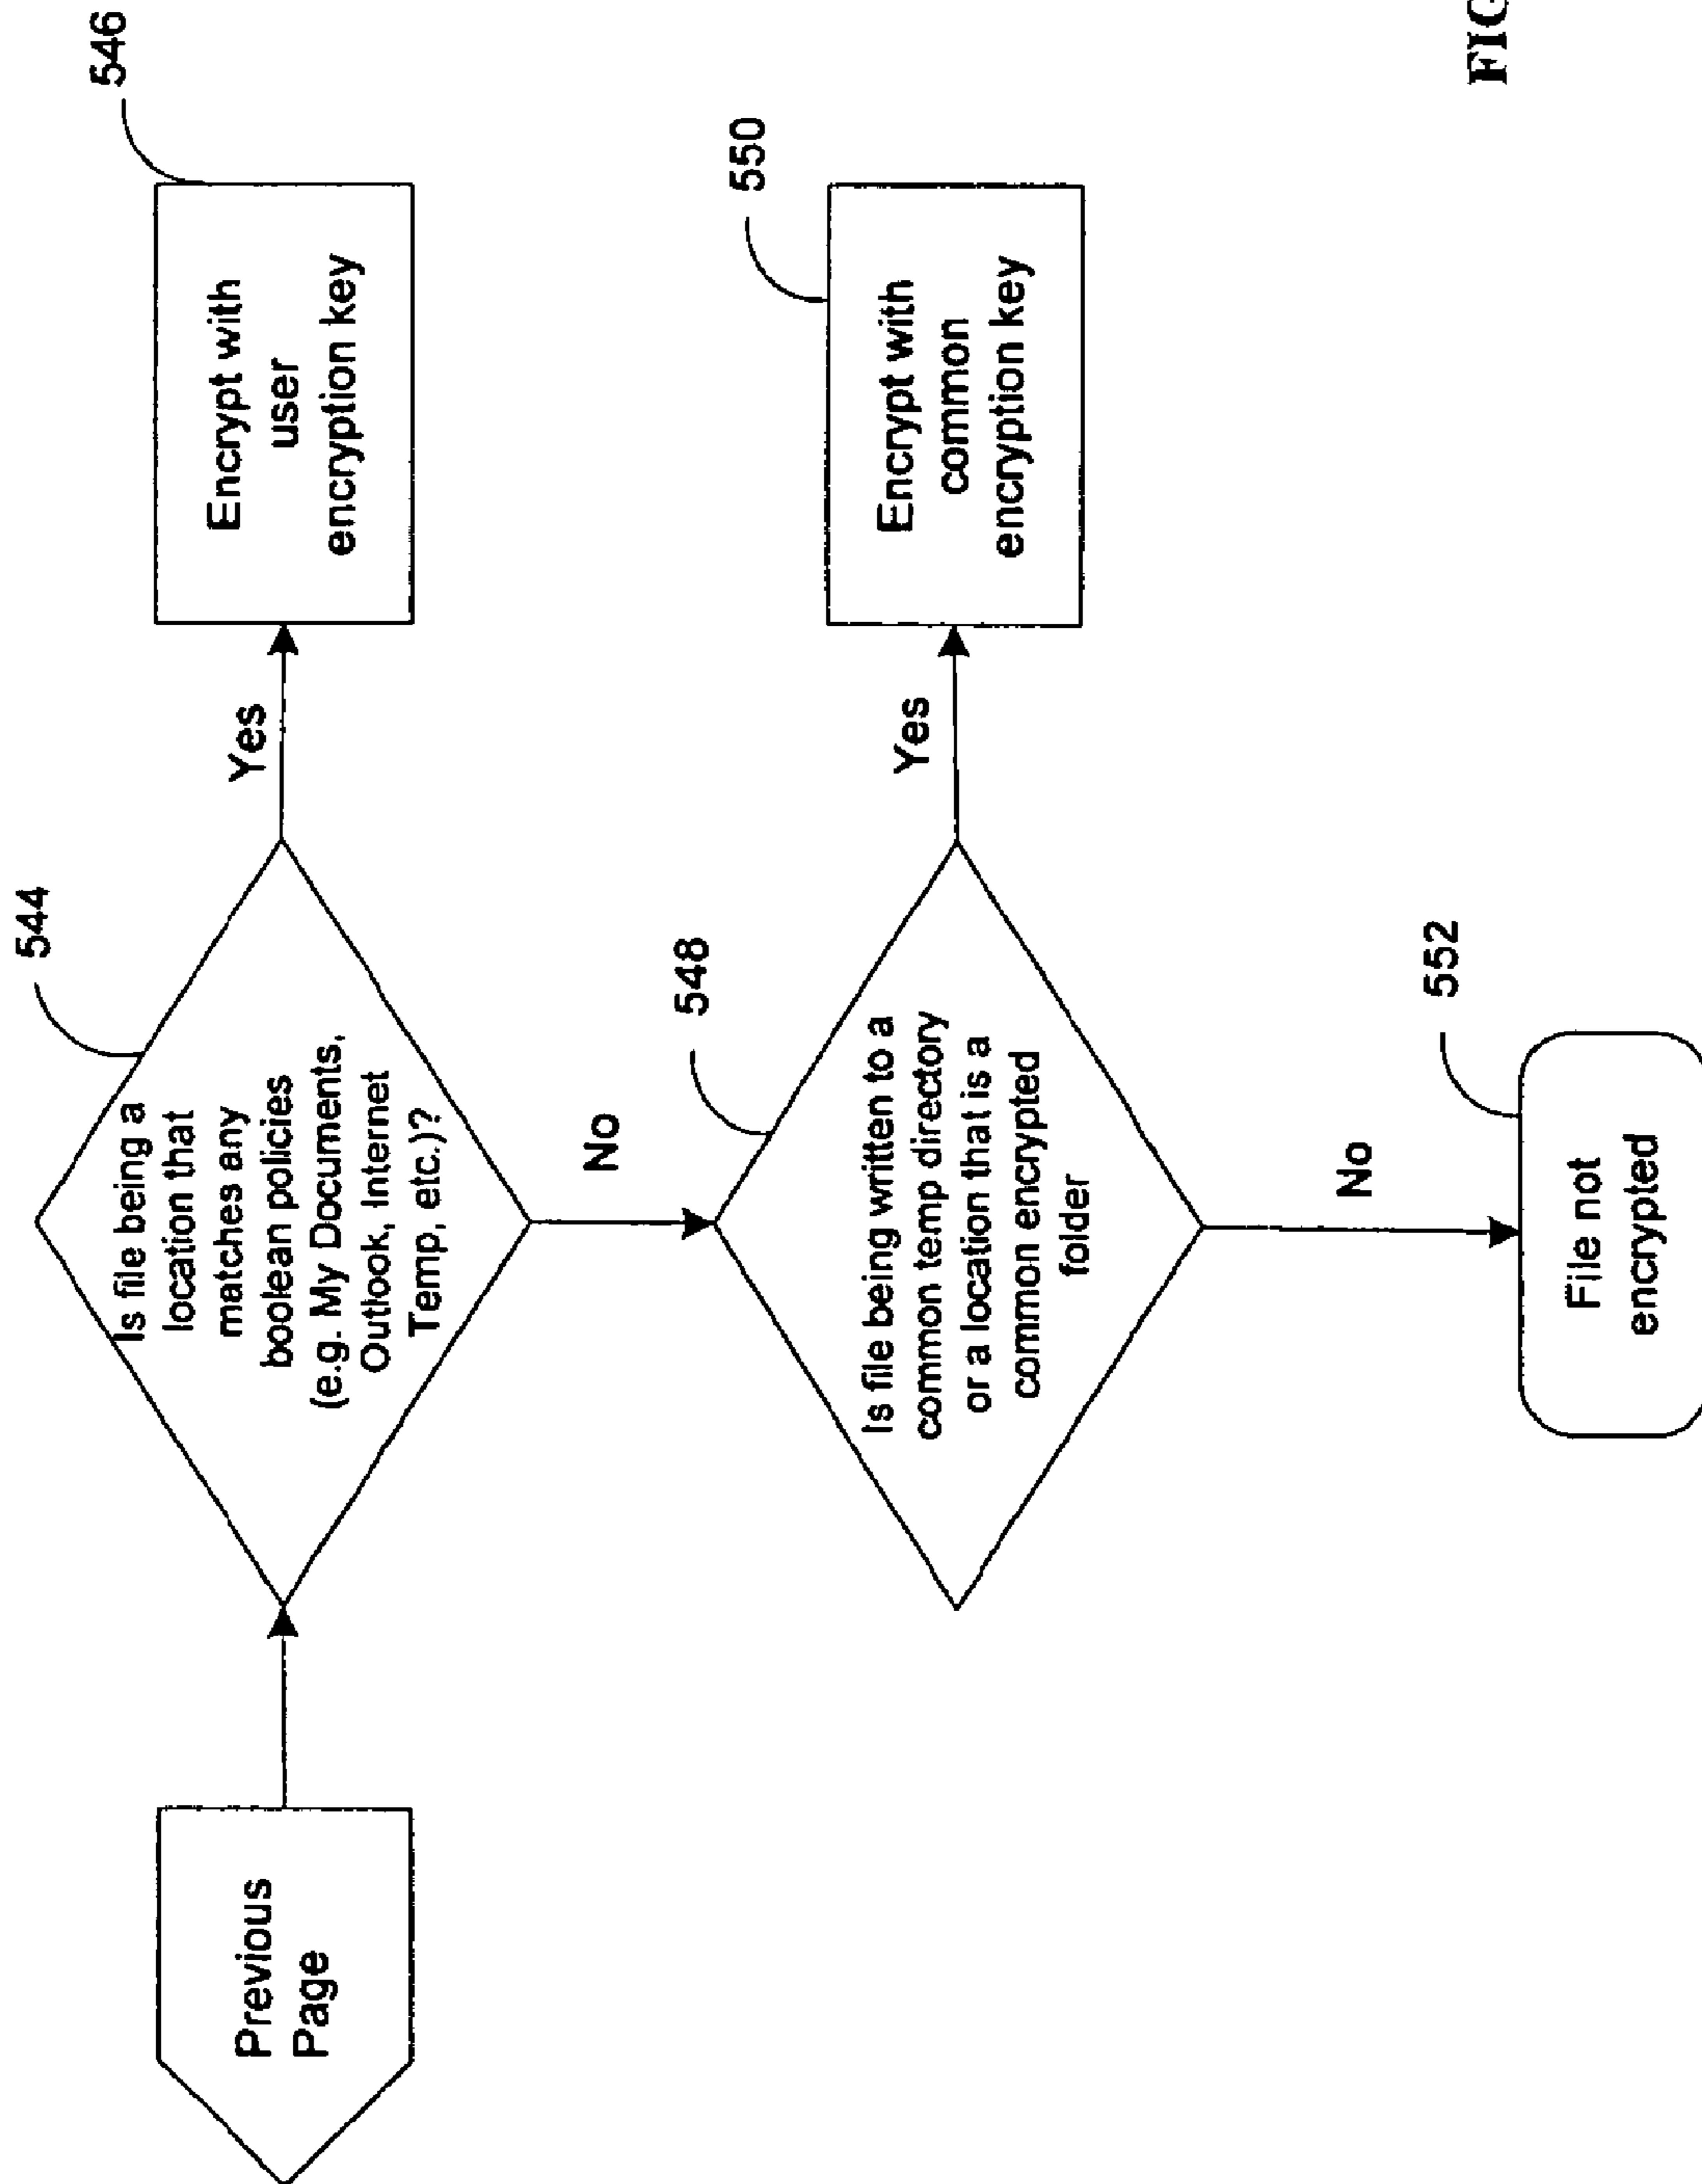 544
546
Previous
Page
Is file being a
location that
matches any
boolean policies
(e.g. My Documents,
Outlook, Internet
Temp, etc.)?
Yes
Encrypt with
user
encryption key
No
548
550
Is file being written to a
common temp directory
or a location that is a
common encrypted
folder
Yes
Encrypt with
common
encryption key
No
552
File not
encrypted
FIG